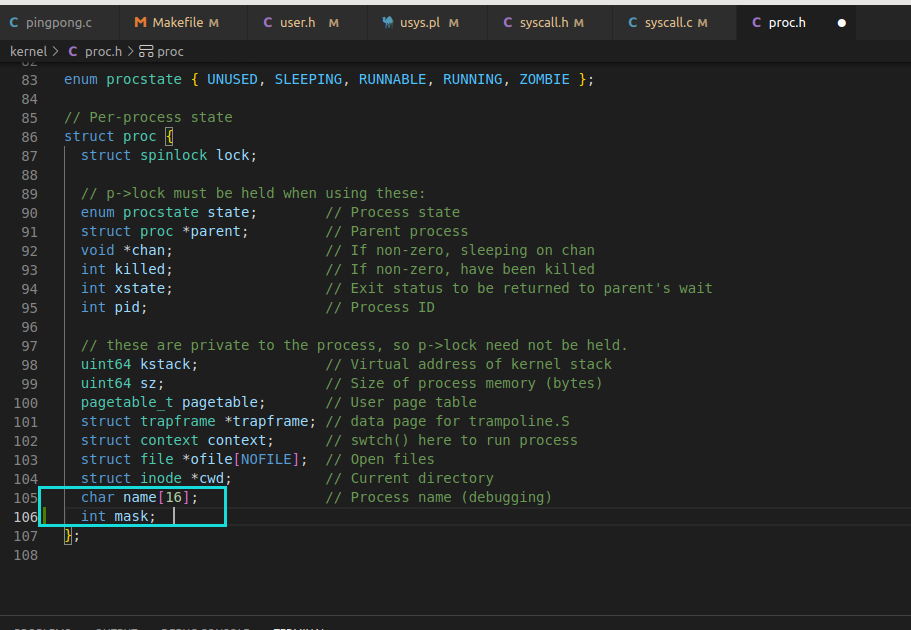 pingpong.c Makefile M user.h M usys.pl M syscall.h M syscall.c M proc.h
kernel > C proc.h > proc
82
83 enum procstate { UNUSED, SLEEPING, RUNNABLE, RUNNING, ZOMBIE };
84
85 // Per-process state
86 struct proc {
87 struct spinlock lock;
88
89 // p->lock must be held when using these:
90 enum procstate state; // Process state
91 struct proc *parent; // Parent process
92 void *chan; // If non-zero, sleeping on chan
93 int killed; // If non-zero, have been killed
94 int xstate; // Exit status to be returned to parent's wait
95 int pid; // Process ID
96
97 // these are private to the process, so p->lock need not be held.
98 uint64 kstack; // Virtual address of kernel stack
99 uint64 sz; // Size of process memory (bytes)
100 pagetable_t pagetable; // User page table
101 struct trapframe *trapframe; // data page for trampoline.S
102 struct context context; // swtch() here to run process
103 struct file *ofile[NOFILE]; // Open files
104 struct inode *cwd; // Current directory
105 char name[16]; // Process name (debugging)
106 int mask;
107 };
108